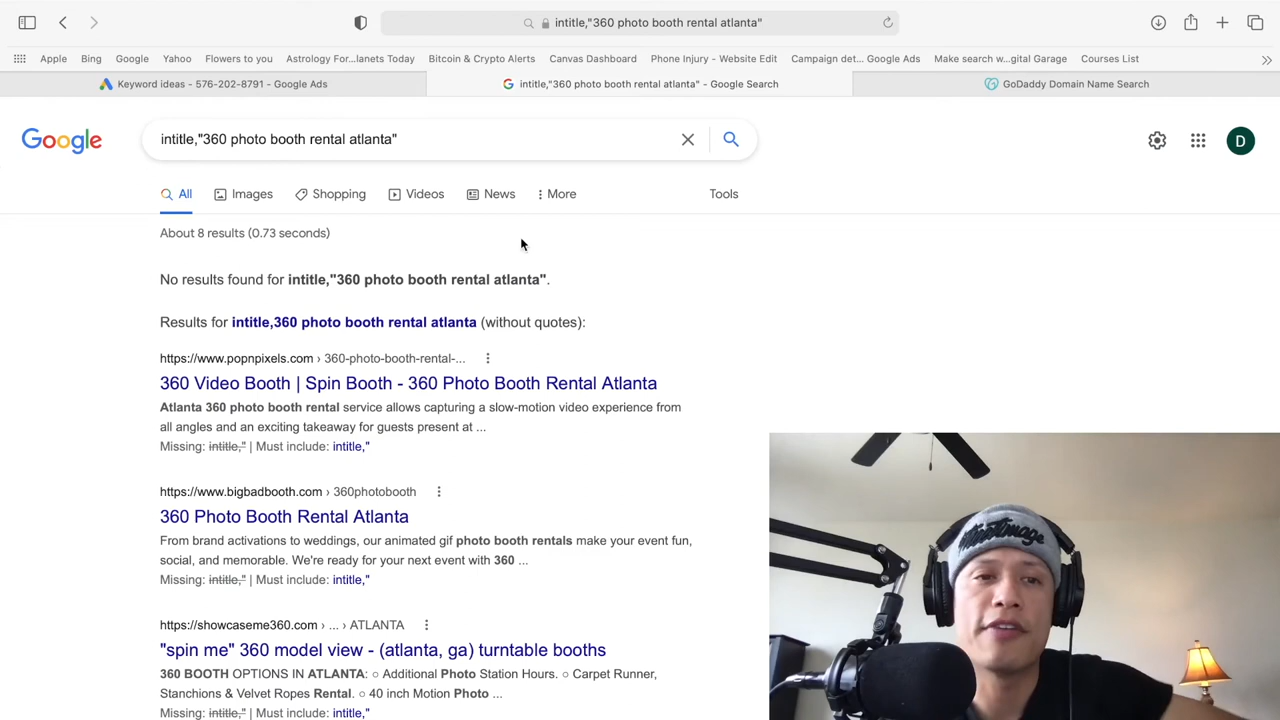 intitle,"360 photo booth rental atlanta"
Apple Bing Google Yahoo Flowers to you Astrology For...lanets Today Bitcoin & Crypto Alerts Canvas Dashboard Phone Injury - Website Edit Campaign det... Google Ads Make search w...gital Garage Courses List
Keyword ideas - 576-202-8791 - Google Ads
intitle,"360 photo booth rental atlanta" - Google Search
GoDaddy Domain Name Search
Google
intitle,"360 photo booth rental atlanta"
D
All Images Shopping Videos News More Tools
About 8 results (0.73 seconds)
No results found for intitle,"360 photo booth rental atlanta".
Results for intitle,360 photo booth rental atlanta (without quotes):
https://www.popnpixels.com › 360-photo-booth-rental-...
360 Video Booth | Spin Booth - 360 Photo Booth Rental Atlanta
Atlanta 360 photo booth rental service allows capturing a slow-motion video experience from
all angles and an exciting takeaway for guests present at ...
Missing: intitle," | Must include: intitle,"
https://www.bigbadbooth.com › 360photobooth
360 Photo Booth Rental Atlanta
From brand activations to weddings, our animated gif photo booth rentals make your event fun,
social, and memorable. We're ready for your next event with 360 ...
Missing: intitle," | Must include: intitle,"
https://showcaseme360.com › ... › ATLANTA
"spin me" 360 model view - (atlanta, ga) turntable booths
360 BOOTH OPTIONS IN ATLANTA: ○ Additional Photo Station Hours. ○ Carpet Runner,
Stanchions & Velvet Ropes Rental. ○ 40 inch Motion Photo ...
Missing: intitle," | Must include: intitle,"